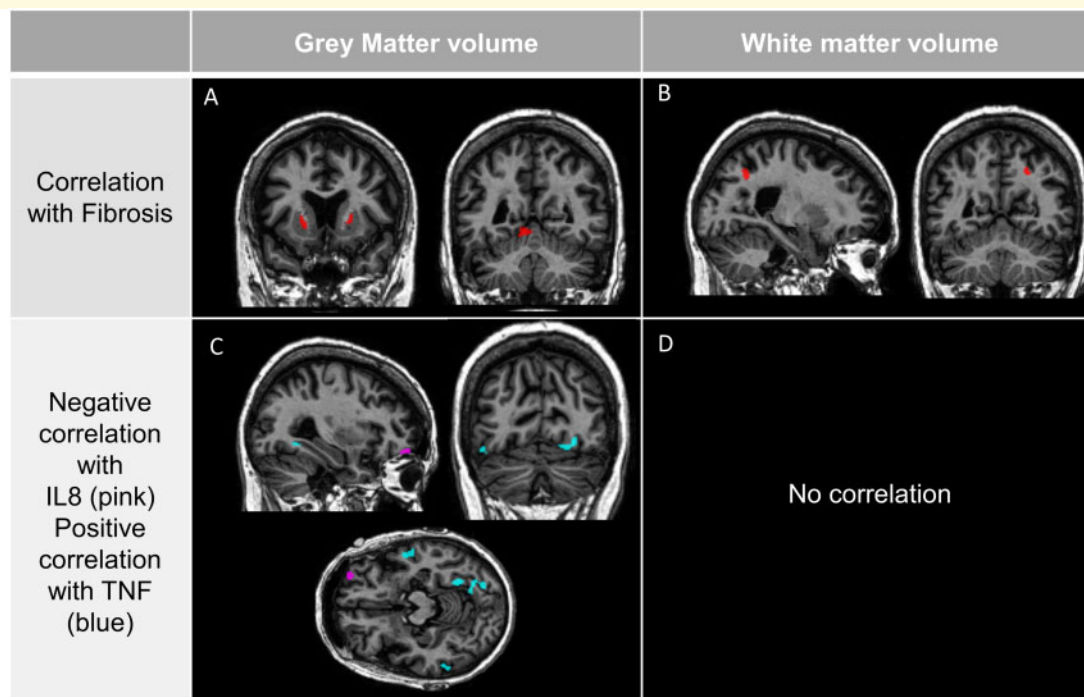 Grey Matter volume
White matter volume
Correlation
with Fibrosis
A
B
Negative
correlation
with
IL8 (pink)
Positive
correlation
with TNF
(blue)
C
D
No correlation